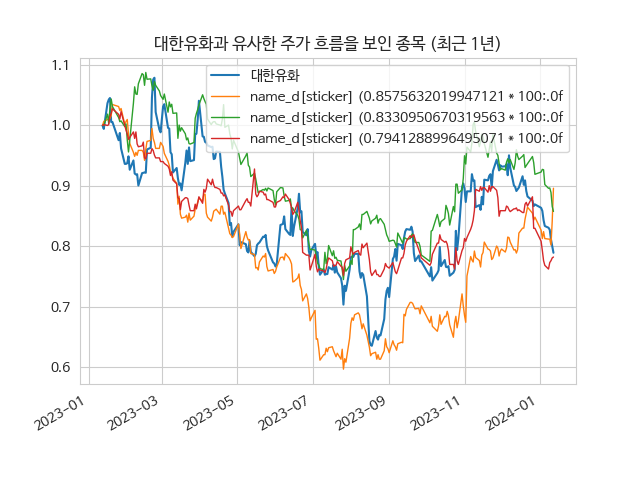 대한유화과 유사한 주가 흐름을 보인 종목 (최근 1년)
대한유화
name_d[sticker] (0.8575632019947121 * 100:.0f
name_d[sticker] (0.8330950670319563 * 100:.0f
name_d[sticker] (0.7941288996495071 * 100:.0f
1.1
1.0
0.9
0.8
0.7
0.6
2023-01
2023-03
2023-05
2023-07
2023-09
2023-11
2024-01